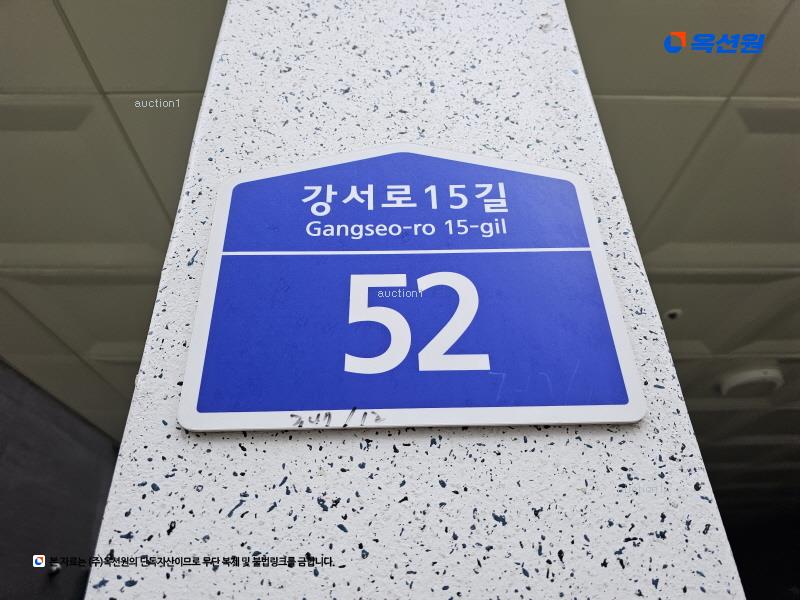 옥션원
auction1
강서로15길
Gangseo-ro 15-gil
auction1
52
본 자료는 (주)옥션원의 단독자산이므로 무단 복제 및 불법링크를 금합니다.